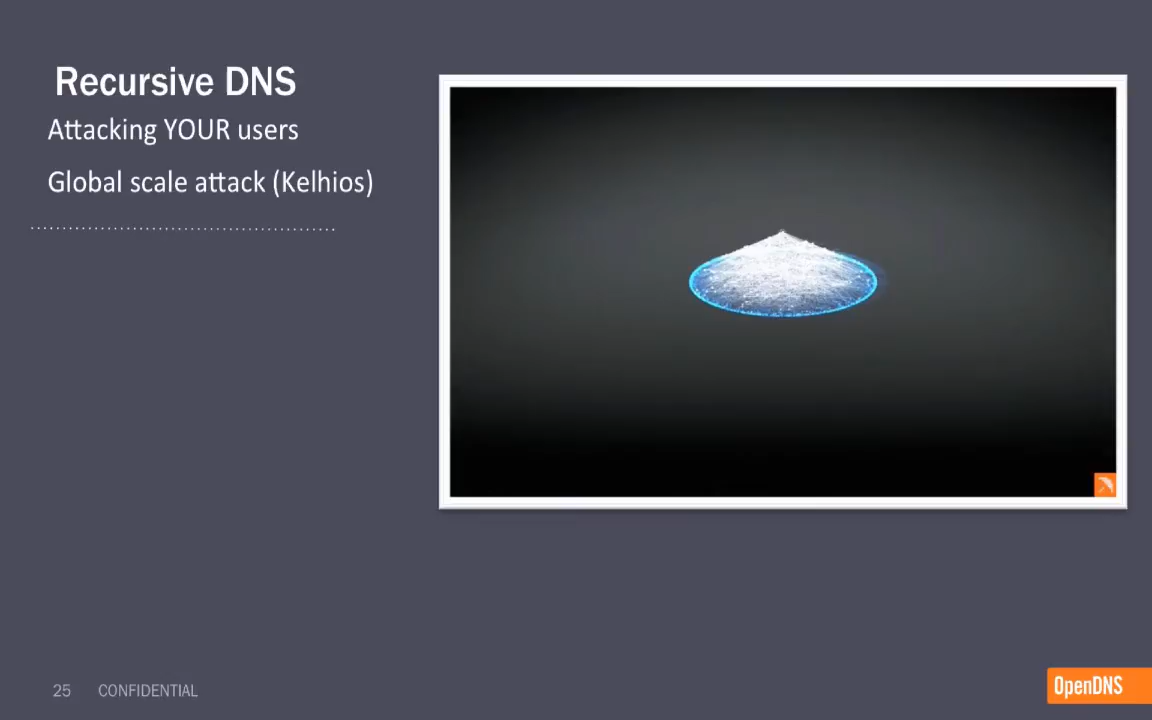 Recursive DNS
Attacking YOUR users
Global scale attack (Kelhios)
25 CONFIDENTIAL
OpenDNS